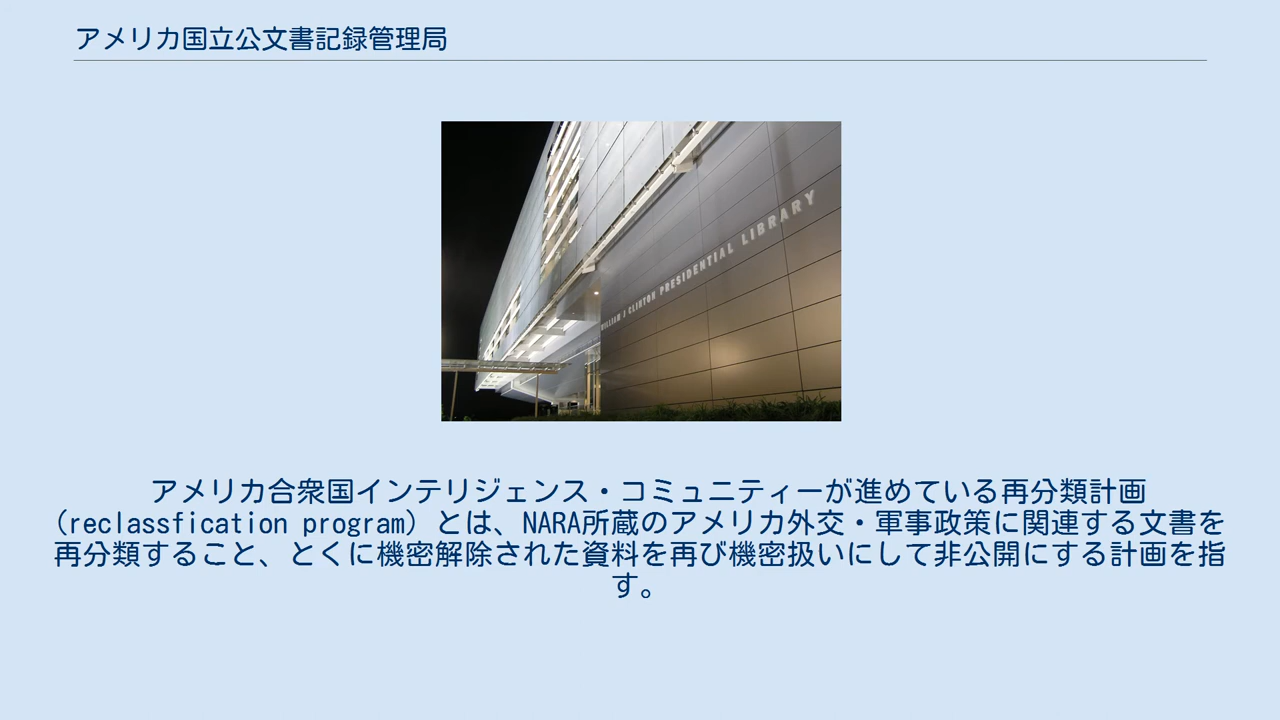 アメリカ国立公文書記録管理局
WILLIAM J CLINTON PRESIDENTIAL LIBRARY
アメリカ合衆国インテリジェンス・コミュニティーが進めている再分類計画
（reclassfication program）とは、NARA所蔵のアメリカ外交・軍事政策に関連する文書を
再分類すること、とくに機密解除された資料を再び機密扱いにして非公開にする計画を指
す。